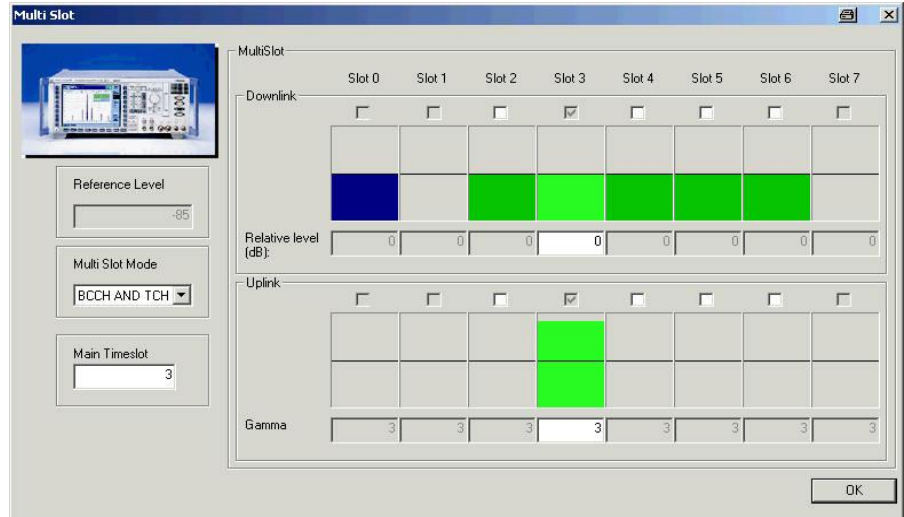 Multi Slot
MultiSlot
Slot 0 Slot 1 Slot 2 Slot 3 Slot 4 Slot 5 Slot 6 Slot 7
Downlink
Relative level
(dB):
0 0 0 0 0 0 0 0
Uplink
Gamma
3 3 3 3 3 3 3 3
Reference Level
-85
Multi Slot Mode
BCCH AND TCH
Main Timeslot
3
OK